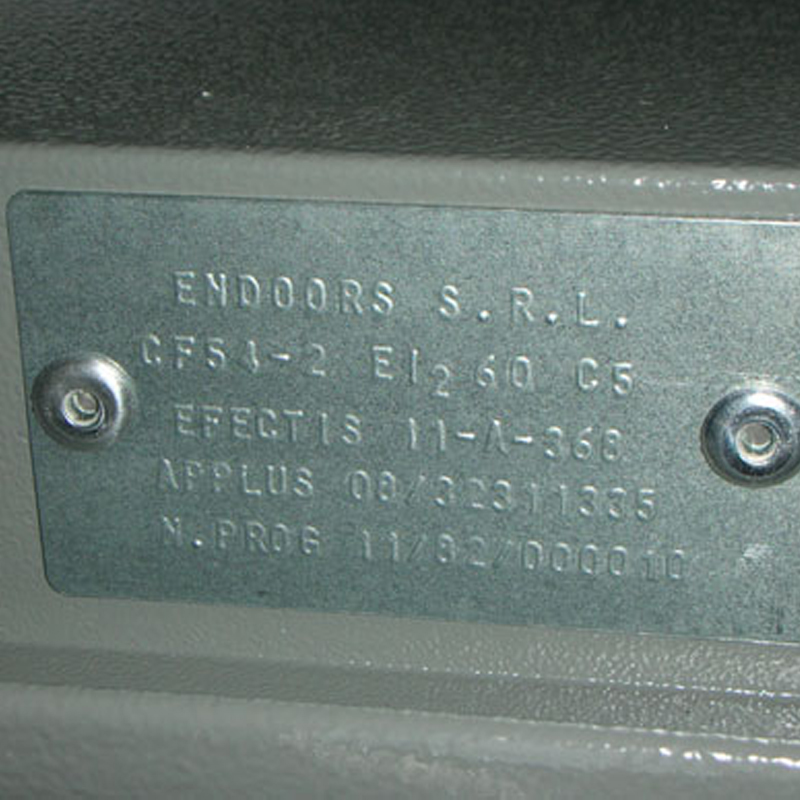 ENDOORS S.R.L.
CF54-2 EI₂ 60 C5
EFECTIS 11-A-368
APPLUS 08/32311335
N.PROG 11/82/000010